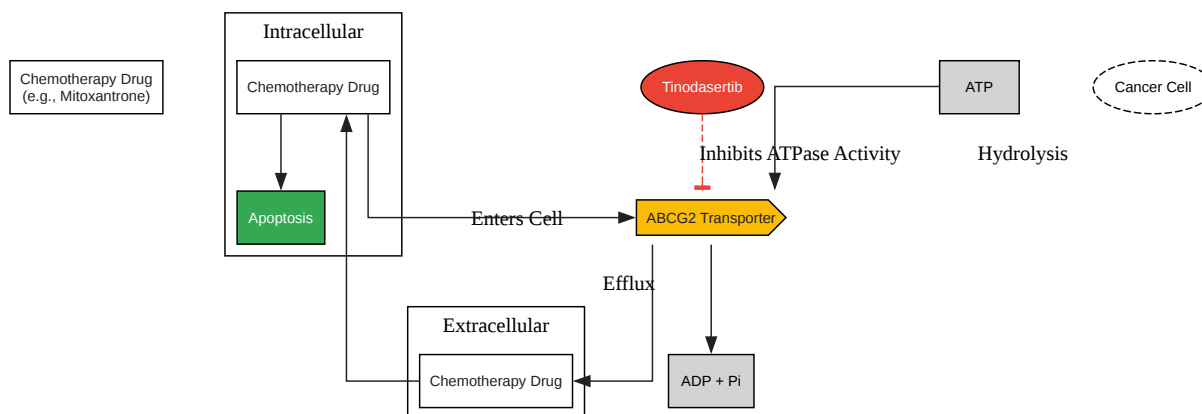 Intracellular
Chemotherapy Drug
(e.g., Mitoxantrone)
Chemotherapy Drug
Tinodasertib
ATP
Cancer Cell
Inhibits ATPase Activity
Hydrolysis
Apoptosis
Enters Cell
ABCG2 Transporter
Efflux
Extracellular
Chemotherapy Drug
ADP + Pi